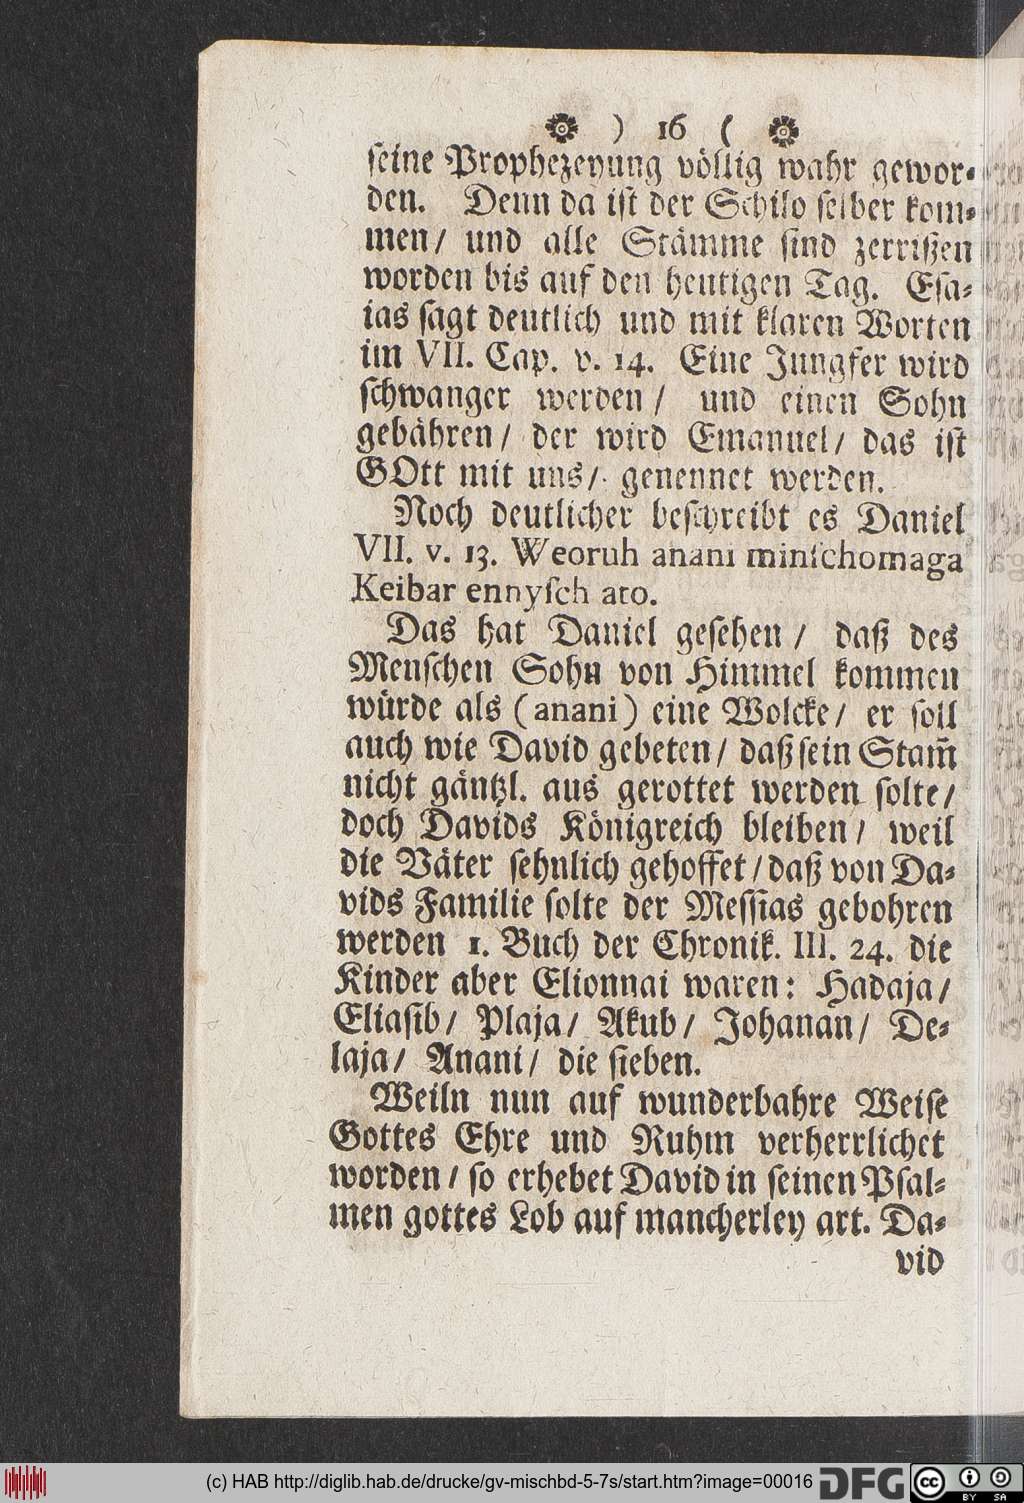 ❁ ) 16 ( ❁
seine Prophezeyung völlig wahr gewor-
den. Denn da ist der Schilo selber kom-
men/ und alle Stämme sind zerrißen
worden bis auf den heutigen Tag. Esa-
ias sagt deutlich und mit klaren Worten
im VII. Cap. v. 14. Eine Jungfer wird
schwanger werden/ und einen Sohn
gebähren/ der wird Emanuel/ das ist
GOtt mit uns/ genennet werden.
Noch deutlicher beschreibt es Daniel
VII. v. 13. Weoruh anani minſchomaga
Keibar ennyſch ato.
Das hat Daniel gesehen/ daß des
Menschen Sohn von Himmel kommen
würde als (anani) eine Wolcke/ er soll
auch wie David gebeten/ daß sein Stam̃
nicht gäntzl. aus gerottet werden solte/
doch Davids Königreich bleiben/ weil
die Väter sehnlich gehoffet/ daß von Da-
vids Familie solte der Messias gebohren
werden 1. Buch der Chronik. III. 24. die
Kinder aber Elionnai waren: Hadaja/
Eliasib/ Plaja/ Akub/ Johanan/ De-
laja/ Anani/ die sieben.
Weiln nun auf wunderbahre Weise
Gottes Ehre und Ruhm verherrlichet
worden/ so erhebet David in seinen Psal-
men gottes Lob auf mancherley art. Da-
vid
(c) HAB http://diglib.hab.de/drucke/gv-mischbd-5-7s/start.htm?image=00016 DFG cc BY SA